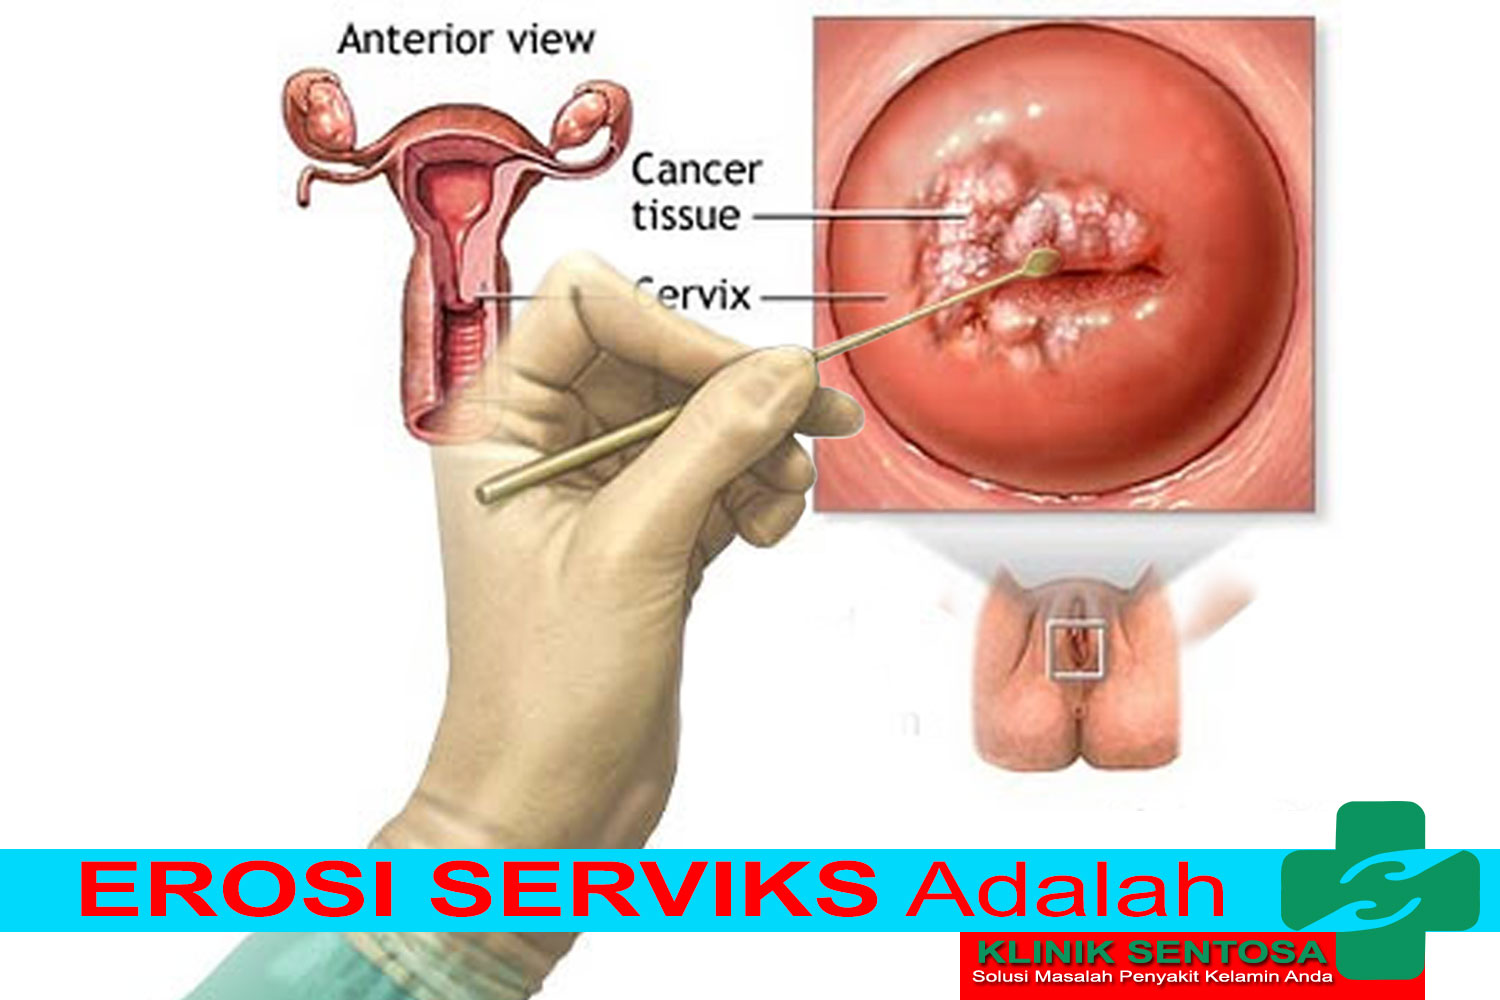 Anterior view
Cancer
tissue
Cervix
EROSI SERVIKS Adalah
KLINIK SENTOSA
Solusi Masalah Penyakit Kelamin Anda